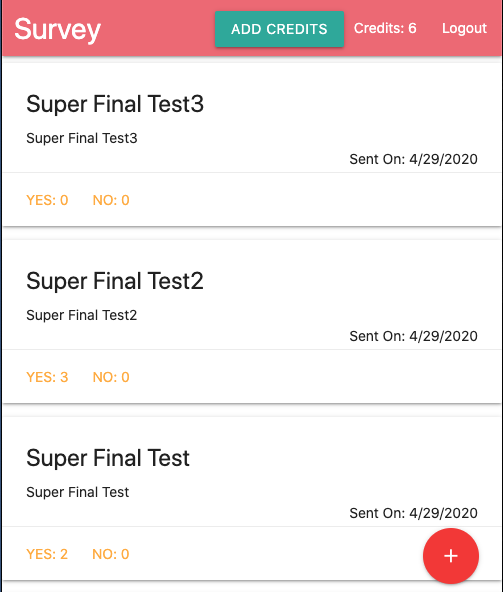 Survey ADD CREDITS Credits: 6 Logout
Super Final Test3
Super Final Test3
Sent On: 4/29/2020
YES: 0 NO: 0
Super Final Test2
Super Final Test2
Sent On: 4/29/2020
YES: 3 NO: 0
Super Final Test
Super Final Test
Sent On: 4/29/2020
YES: 2 NO: 0
+